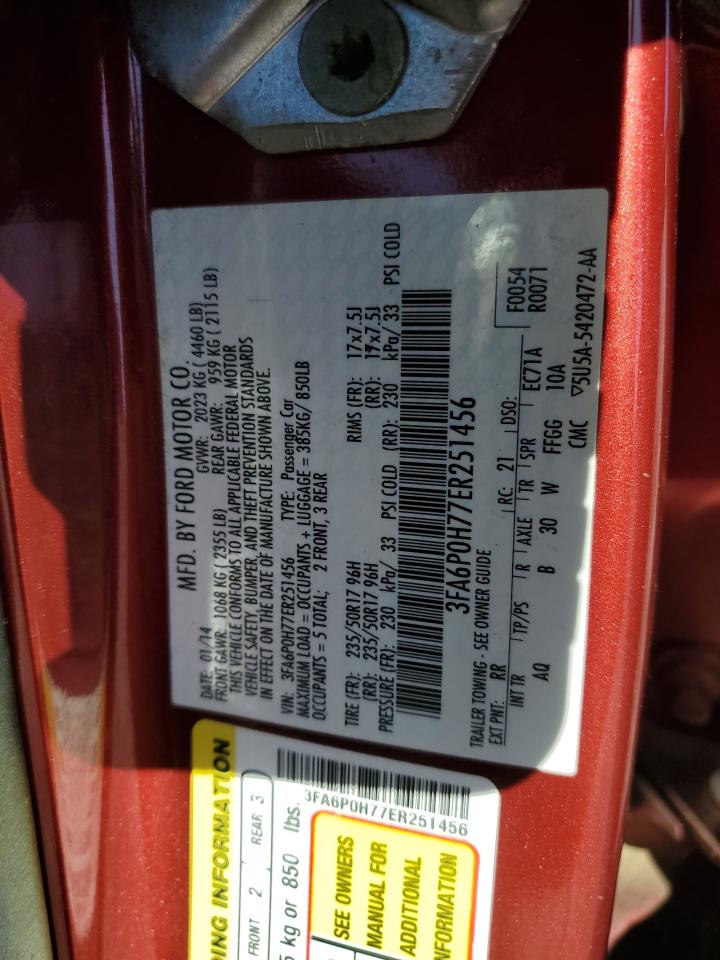 MFD. BY FORD MOTOR CO.
DATE: 01/14 GVWR: 2023 KG ( 4460 LB)
FRONT GAWR: 1068 KG ( 2355 LB) REAR GAWR: 959 KG ( 2115 LB)
THIS VEHICLE CONFORMS TO ALL APPLICABLE FEDERAL MOTOR
VEHICLE SAFETY, BUMPER, AND THEFT PREVENTION STANDARDS
IN EFFECT ON THE DATE OF MANUFACTURE SHOWN ABOVE.
VIN: 3FA6P0H77ER251456 TYPE: Passenger Car
MAXIMUM LOAD = OCCUPANTS + LUGGAGE = 385KG/ 850LB
OCCUPANTS = 5 TOTAL; 2 FRONT, 3 REAR
TIRE (FR): 235/50R17 96H RIMS (FR): 17x7.5J
(RR): 235/50R17 96H (RR): 17x7.5J
PRESSURE (FR): 230 kPa/ 33 PSI COLD (RR): 230 kPa/ 33 PSI COLD
3FA6P0H77ER251456
TRAILER TOWING - SEE OWNER GUIDE
EXT PNT: RR RC: 21 DSO: F0054
R0071
INT TR TP/PS R AXLE TR SPR EC71A
AQ B 30 W FFGG 10A
CMC ▽5U5A-5420472-AA
DING INFORMATION
FRONT 2 REAR 3
5 kg or 850 lbs.
3FA6P0H77ER251456
SEE OWNERS
MANUAL FOR
ADDITIONAL
INFORMATION